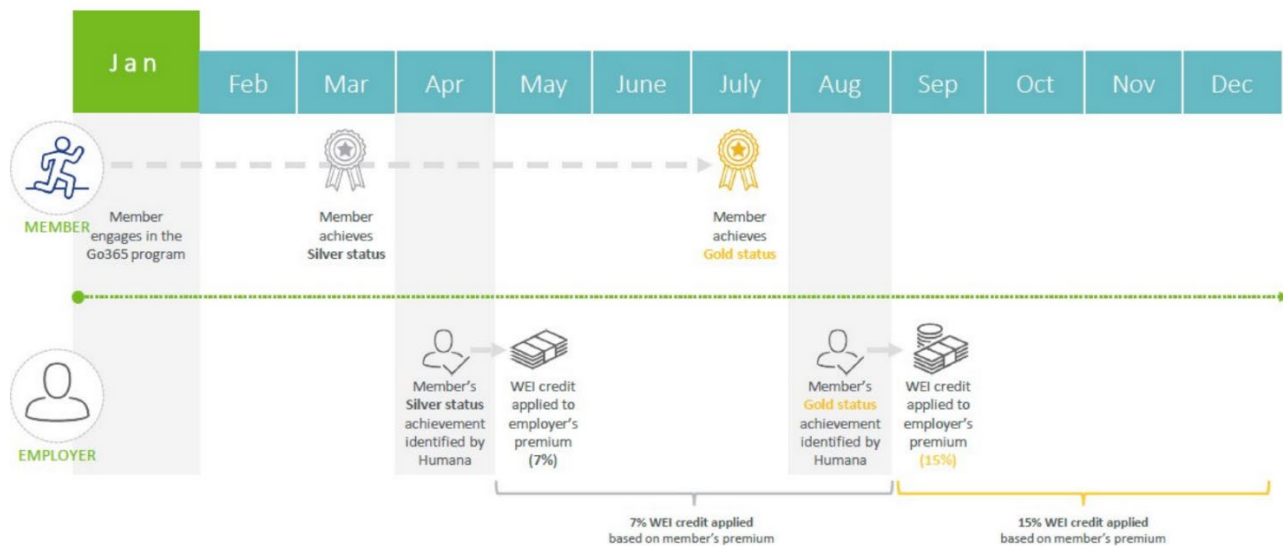 Jan
Feb
Mar
Apr
May
June
July
Aug
Sep
Oct
Nov
Dec
MEMBER
Member
engages in the
Go365 program
Member
achieves
Silver status
Member
achieves
Gold status
EMPLOYER
Member's
Silver status
achievement
identified by
Humana
WEI credit
applied to
employer's
premium
(7%)
Member's
Gold status
achievement
identified by
Humana
WEI credit
applied to
employer's
premium
(15%)
7% WEI credit applied
based on member's premium
15% WEI credit applied
based on member's premium